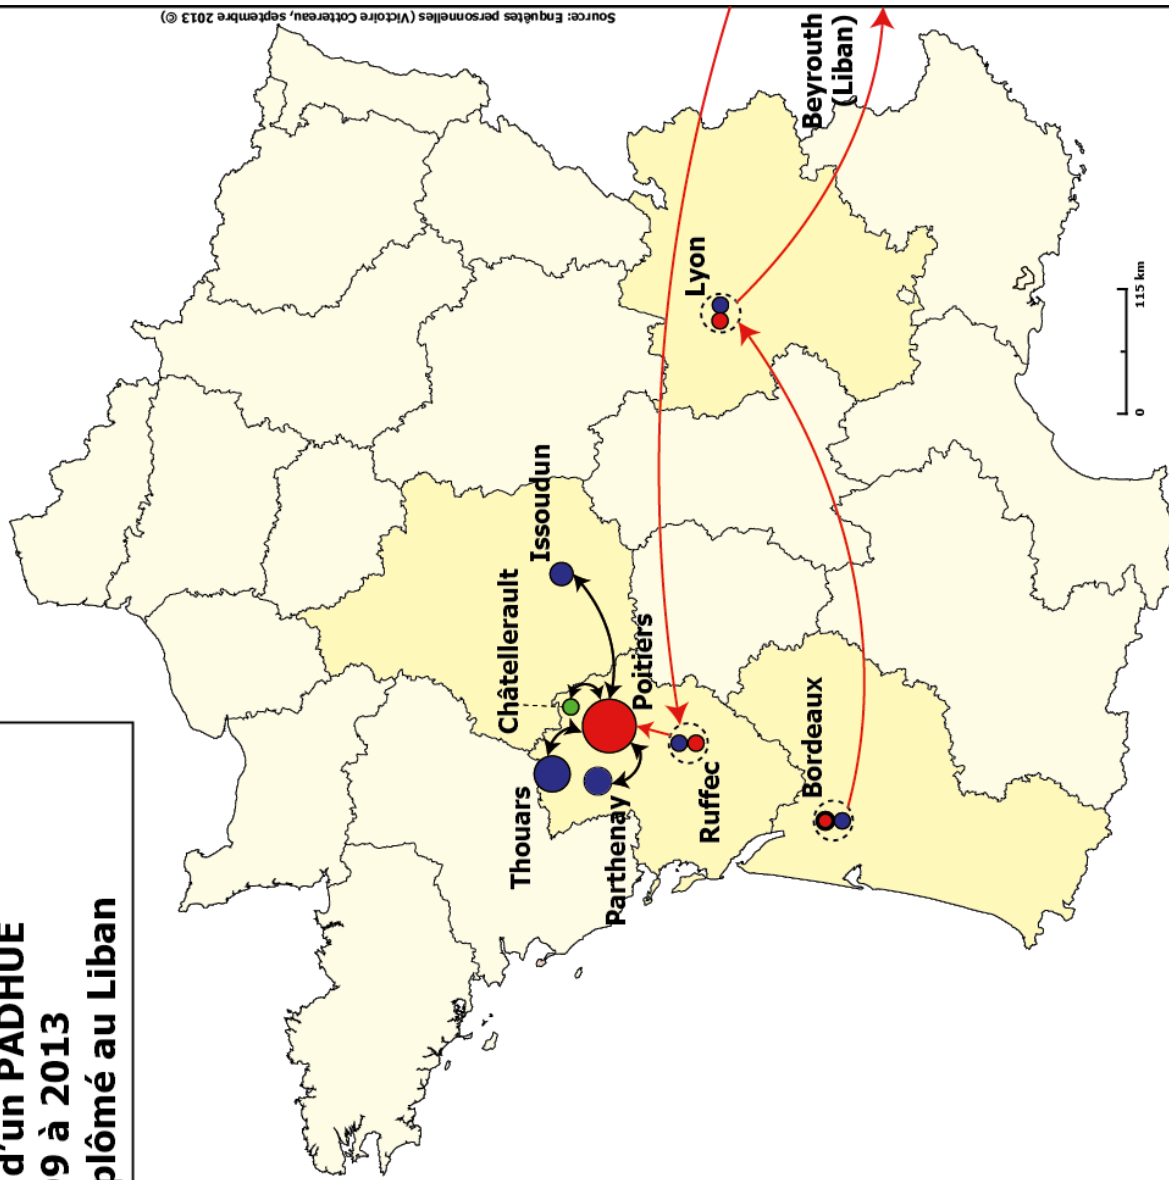 d'un PADHUE
9 à 2013
plômé au Liban
Source: Enquêtes personnelles (Victoire Cottereau, septembre 2013 ©)
Beyrouth
(Liban)
Lyon
Issoudun
Châtellerault
Poitiers
Thouars
Parthenay
Ruffec
Bordeaux
0
115 km